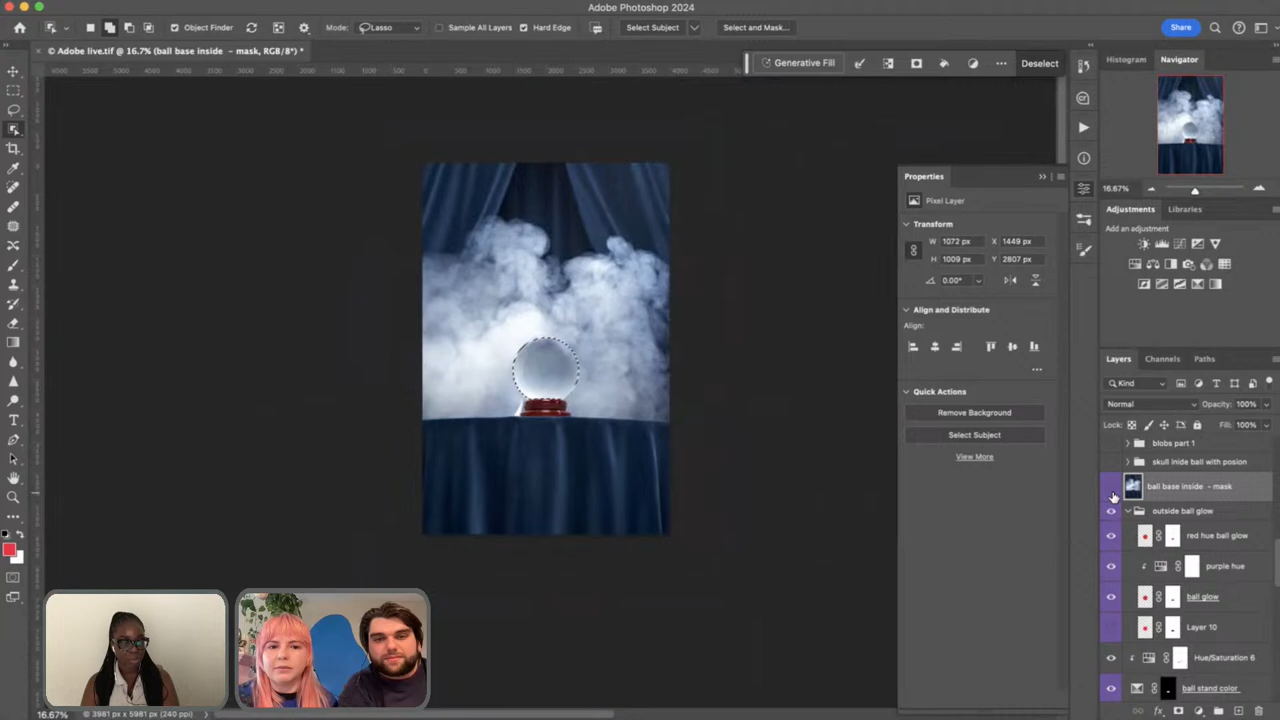 Adobe Photoshop 2024
Object Finder
Mode:
Lasso
Sample All Layers
Hard Edge
Select Subject
Select and Mask...
Share
© Adobe live.tif @ 16.7% (ball base inside - mask, RGB/8*) *
Generative Fill
Deselect
Histogram
Navigator
16.67%
Properties
Pixel Layer
Transform
W 1072 px X 1449 px
H 1009 px Y 2807 px
0.00°
Align and Distribute
Align:
Quick Actions
Remove Background
Select Subject
View More
Adjustments
Libraries
Add an adjustment
Layers
Channels
Paths
Kind
Normal
Opacity: 100%
Lock:
Fill: 100%
blobs part 1
skull inide ball with posion
ball base inside - mask
outside ball glow
red hue ball glow
purple hue
ball glow
Layer 10
Hue/Saturation 6
ball stand color
16.67%
3981 px x 5981 px (240 ppi)